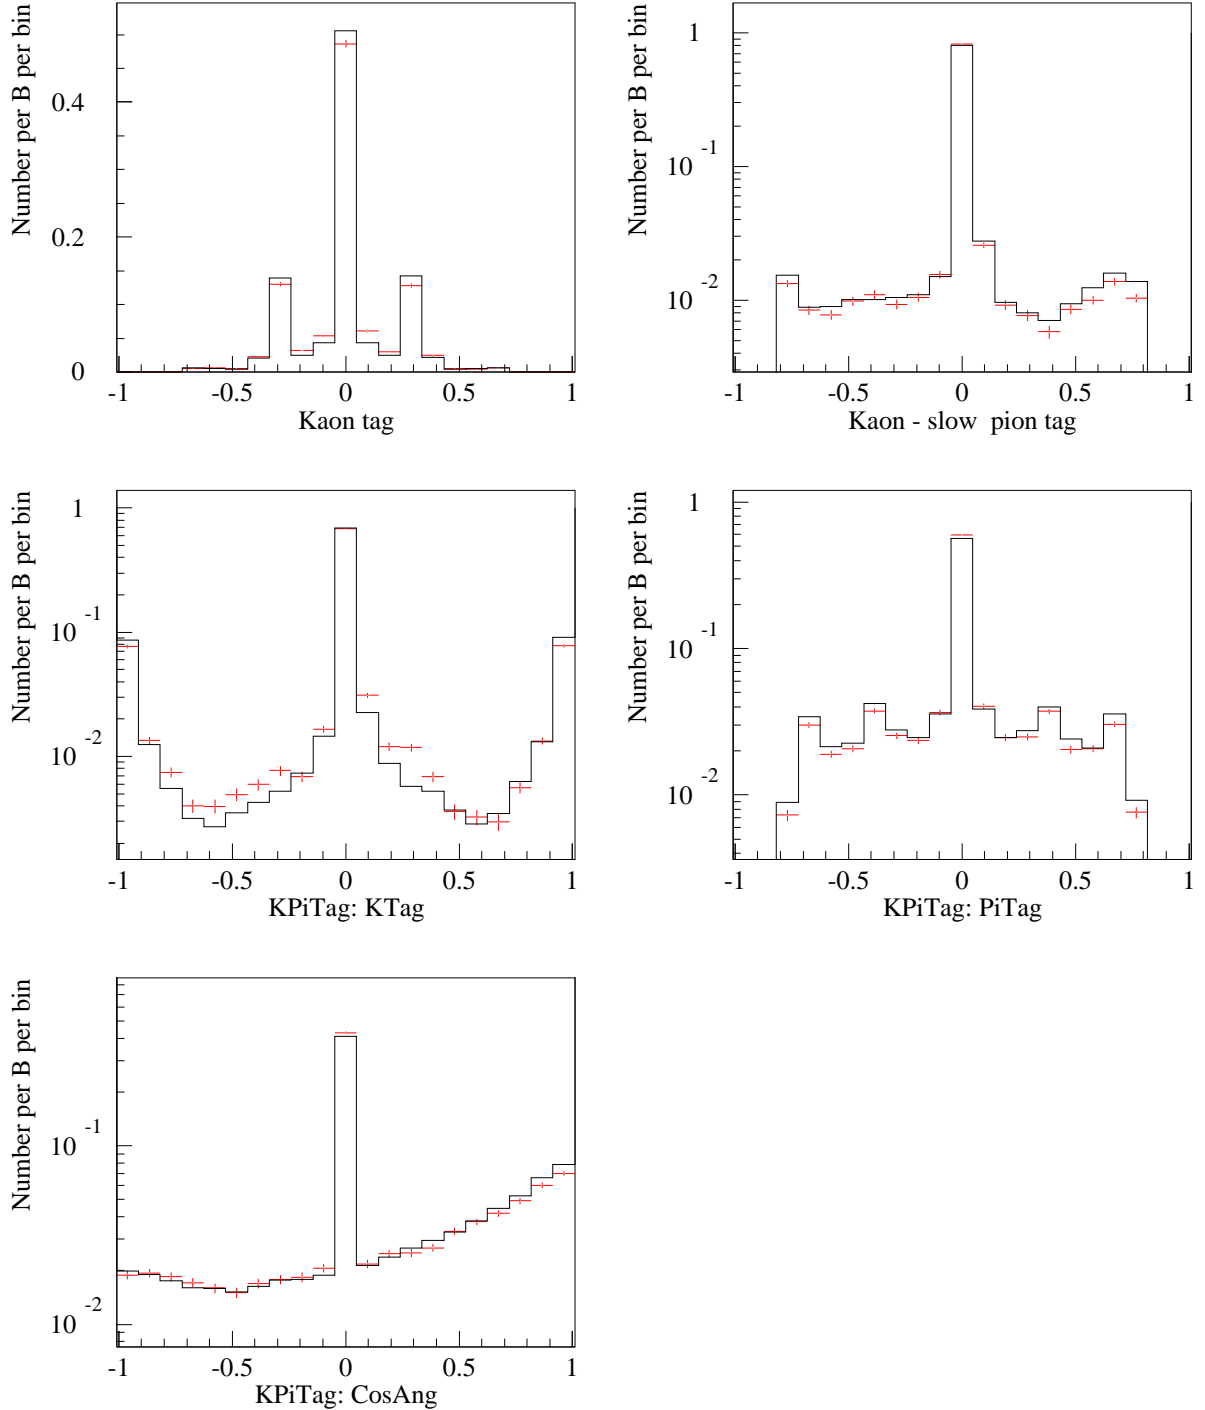 Number per B per bin
0.4
0.2
0
-1 -0.5 0 0.5 1
Kaon tag
Number per B per bin
1
10 -1
10 -2
-1 -0.5 0 0.5 1
Kaon - slow pion tag
Number per B per bin
1
10 -1
10 -2
-1 -0.5 0 0.5 1
KPiTag: KTag
Number per B per bin
1
10 -1
10 -2
-1 -0.5 0 0.5 1
KPiTag: PiTag
Number per B per bin
10 -1
10 -2
-1 -0.5 0 0.5 1
KPiTag: CosAng